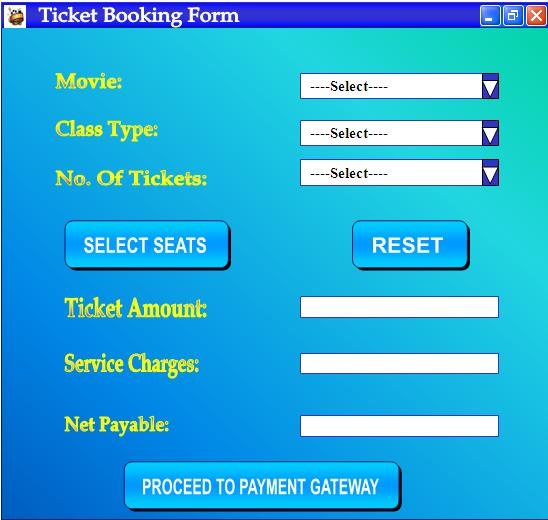 Ticket Booking Form
Movie: ----Select----
Class Type: ----Select----
No. Of Tickets: ----Select----
SELECT SEATS RESET
Ticket Amount:
Service Charges:
Net Payable:
PROCEED TO PAYMENT GATEWAY